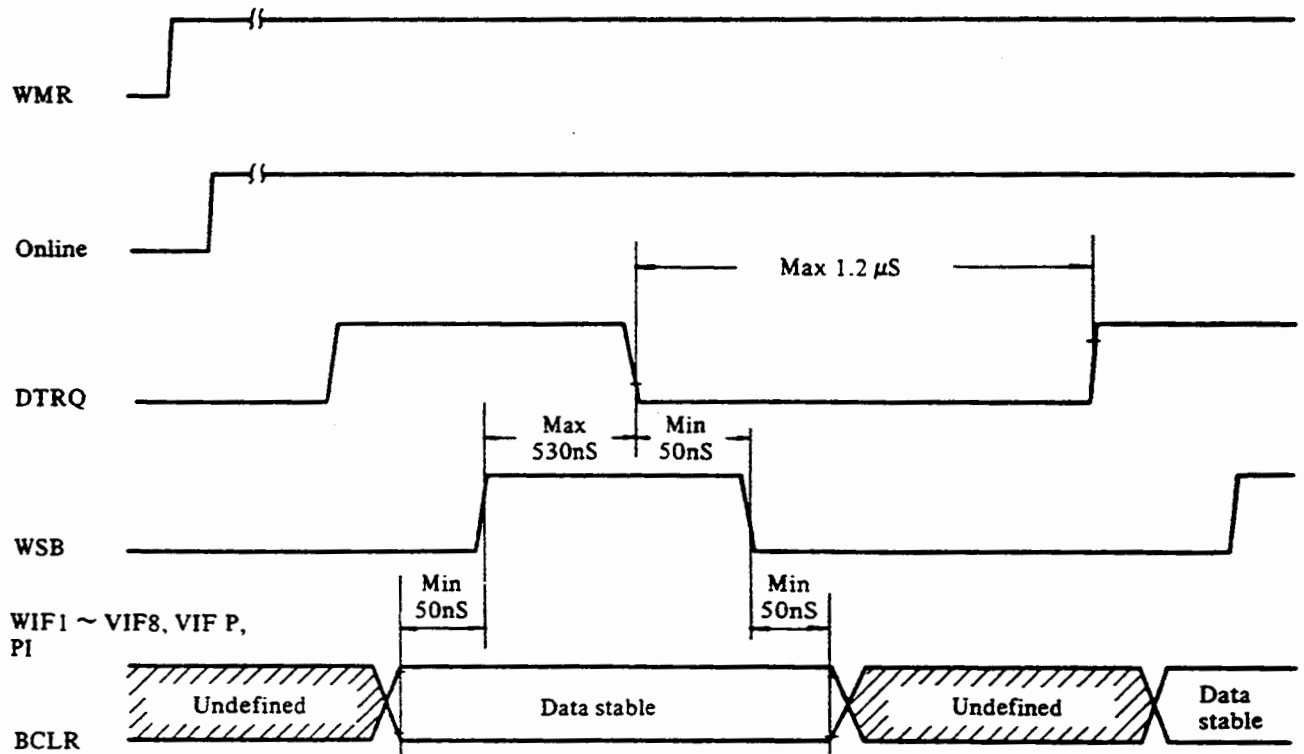 WMR
Online
Max 1.2 μS
DTRQ
Max
530nS
Min
50nS
WSB
Min
50nS
Min
50nS
WIF1 ~ VIF8, VIF P,
PI
Undefined
Data stable
Undefined
Data
stable
BCLR